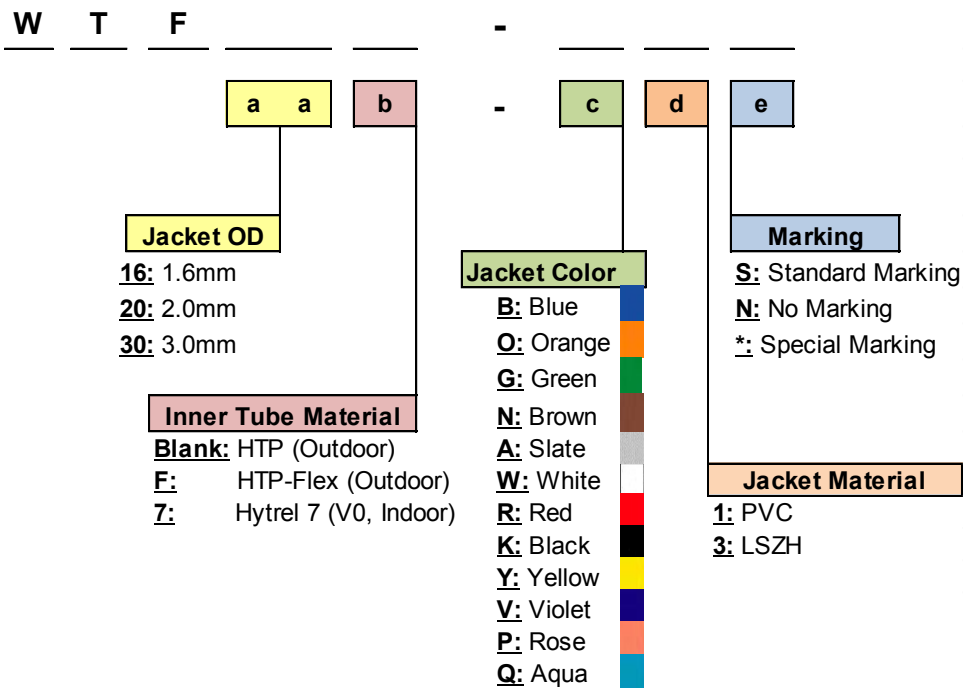 W T F -
a a b - c d e
Jacket OD
16: 1.6mm
20: 2.0mm
30: 3.0mm
Inner Tube Material
Blank: HTP (Outdoor)
F: HTP-Flex (Outdoor)
7: Hytrel 7 (V0, Indoor)
Jacket Color
B: Blue
O: Orange
G: Green
N: Brown
A: Slate
W: White
R: Red
K: Black
Y: Yellow
V: Violet
P: Rose
Q: Aqua
Marking
S: Standard Marking
N: No Marking
*: Special Marking
Jacket Material
1: PVC
3: LSZH